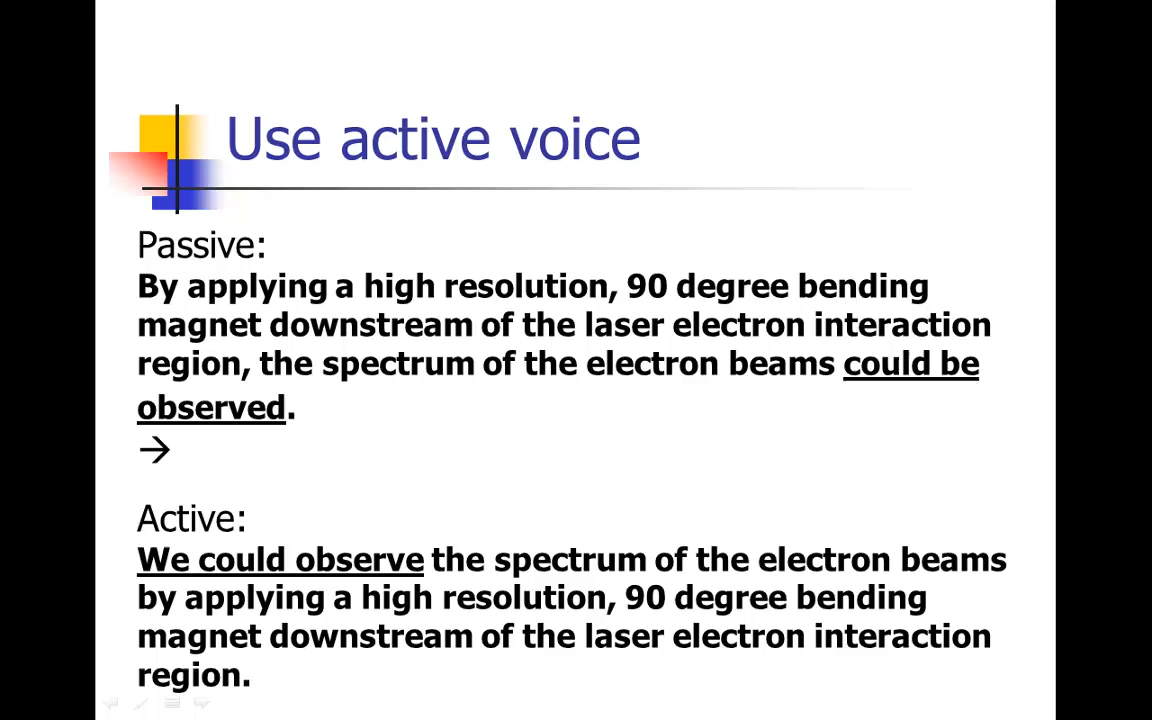 Use active voice
Passive:
By applying a high resolution, 90 degree bending
magnet downstream of the laser electron interaction
region, the spectrum of the electron beams could be
observed.
→
Active:
We could observe the spectrum of the electron beams
by applying a high resolution, 90 degree bending
magnet downstream of the laser electron interaction
region.